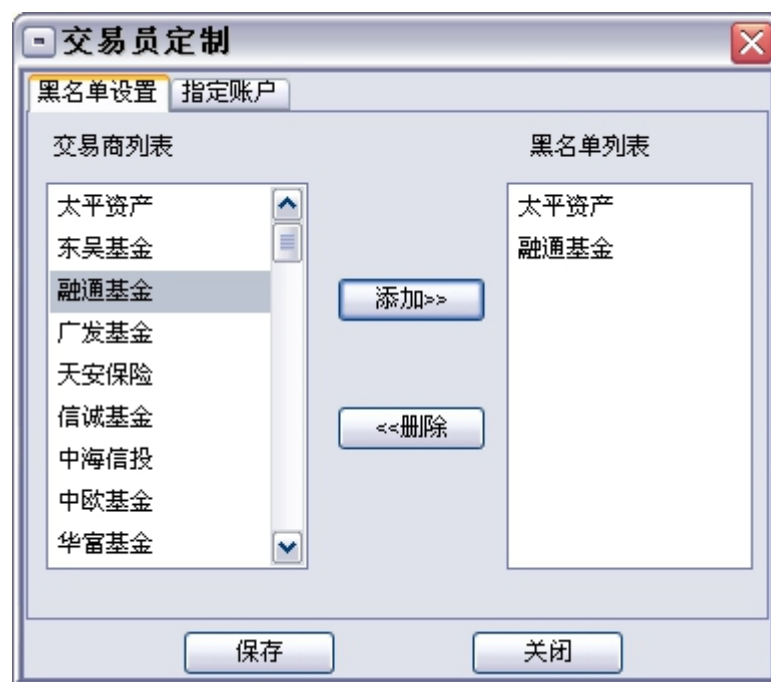 交易员定制
黑名单设置 指定账户
交易商列表
黑名单列表
太平资产
东吴基金
融通基金
广发基金
天安保险
信诚基金
中海信投
中欧基金
华富基金
添加>>
<<删除
太平资产
融通基金
保存
关闭